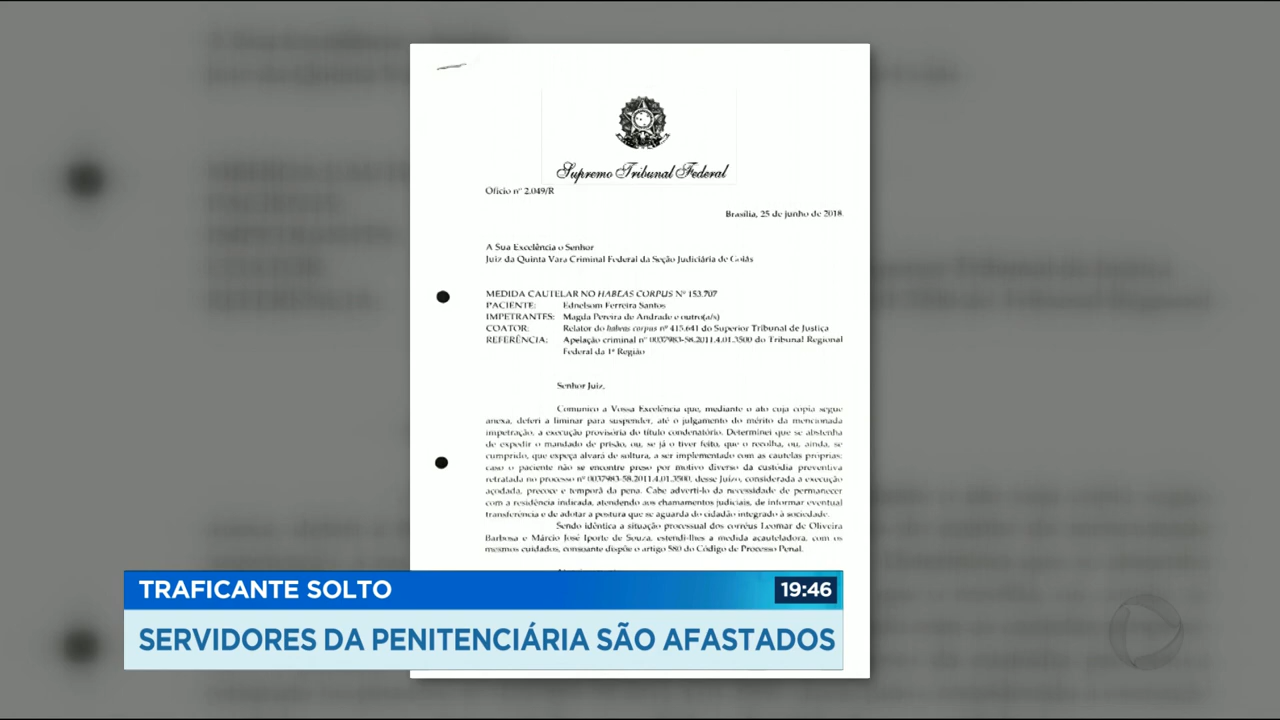 Supremo Tribunal Federal
Ofício nº 2.049/R
Brasília, 25 de junho de 2018.
A Sua Excelência o Senhor
Juiz da Quinta Vara Criminal Federal da Seção Judiciária de Goiás
MEDIDA CAUTELAR NO HABEAS CORPUS Nº 153.707
PACIENTE: Ednelsom Ferreira Santos
IMPETRANTES: Magda Pereira de Andrade e outro(a/s)
COATOR: Relator do habeas corpus nº 415.641 do Superior Tribunal de Justiça
REFERÊNCIA: Apelação criminal nº 0037983-58.2011.4.01.3500 do Tribunal Regional
Federal da 1ª Região
Senhor Juiz,
Comunico a Vossa Excelência que, mediante o ato cuja cópia segue
anexa, deferi a liminar para suspender, até o julgamento do mérito da mencionada
impetração, a execução provisória do título condenatório. Determinei que se abstenha
de expedir o mandado de prisão, ou, se já o tiver feito, que o recolha, ou, ainda, se
cumprido, que expeça alvará de soltura, a ser implementado com as cautelas próprias:
caso o paciente não se encontre preso por motivo diverso da custódia preventiva
retratada no processo nº 0037983-58.2011.4.01.3500, desse Juízo, considerada a execução
açodada, precoce e temporã da pena. Cabe adverti-lo da necessidade de permanecer
com a residência indicada, atendendo aos chamamentos judiciais, de informar eventual
transferência e de adotar a postura que se aguarda do cidadão integrado à sociedade.
Sendo idêntica a situação processual dos corréus Leomar de Oliveira
Barbosa e Márcio José Iporte de Souza, estendi-lhes a medida acauteladora, com os
mesmos cuidados, consoante dispõe o artigo 580 do Código de Processo Penal.
TRAFICANTE SOLTO
19:46
SERVIDORES DA PENITENCIÁRIA SÃO AFASTADOS